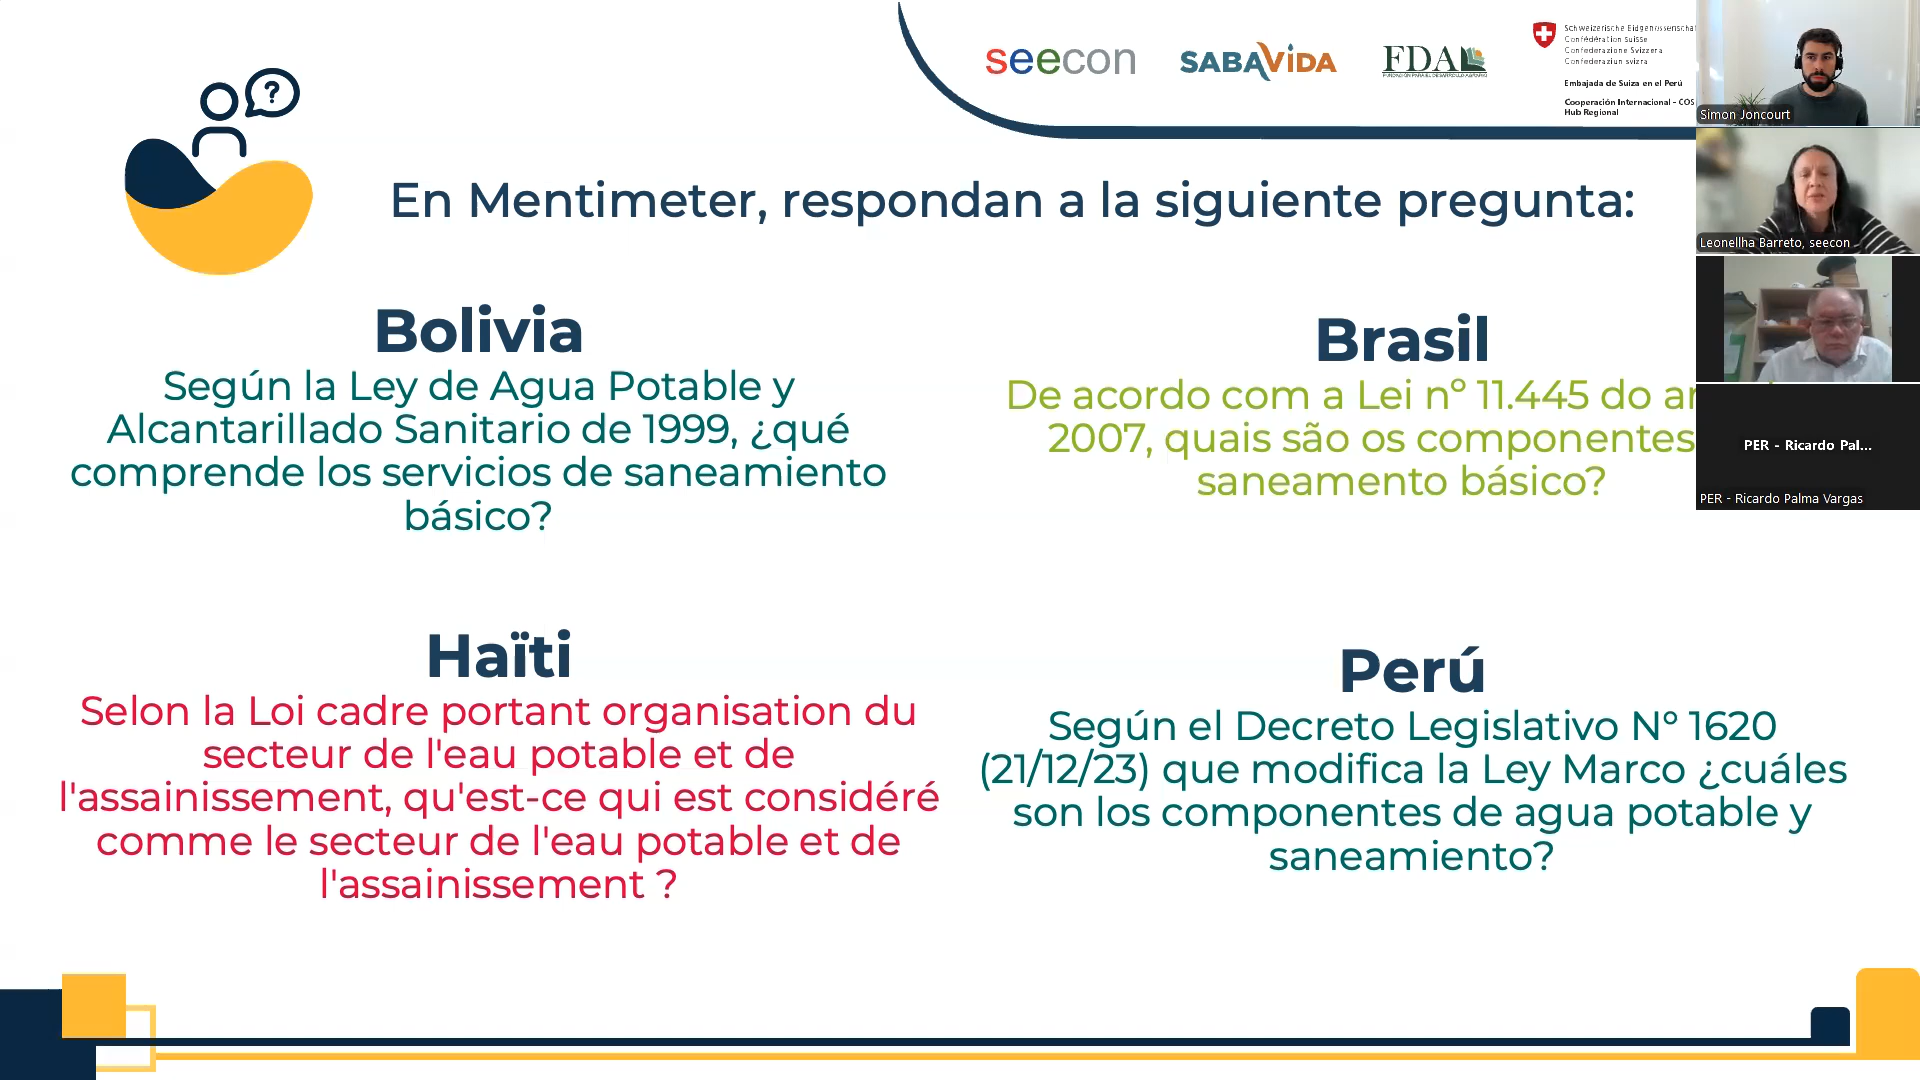 seecon
SABAVIDA
FDA
FUNDACIÓN PARA EL DESARROLLO AGRARIO
Schweizerische Eidgenossenscha
Confédération suisse
Confederazione Svizzera
Confederaziun svizra
Embajada de Suiza en el Perú
Cooperación Internacional - COS
Hub Regional
Simon Joncourt
Leonellha Barreto, seecon
PER - Ricardo Pal...
PER - Ricardo Palma Vargas
?
En Mentimeter, respondan a la siguiente pregunta:
Bolivia
Según la Ley de Agua Potable y
Alcantarillado Sanitario de 1999, ¿qué
comprende los servicios de saneamiento
básico?
Brasil
De acordo com a Lei nº 11.445 do
2007, quais são os componentes
saneamento básico?
Haïti
Selon la Loi cadre portant organisation du
secteur de l'eau potable et de
l'assainissement, qu'est-ce qui est considéré
comme le secteur de l'eau potable et de
l'assainissement ?
Perú
Según el Decreto Legislativo N° 1620
(21/12/23) que modifica la Ley Marco ¿cuáles
son los componentes de agua potable y
saneamiento?